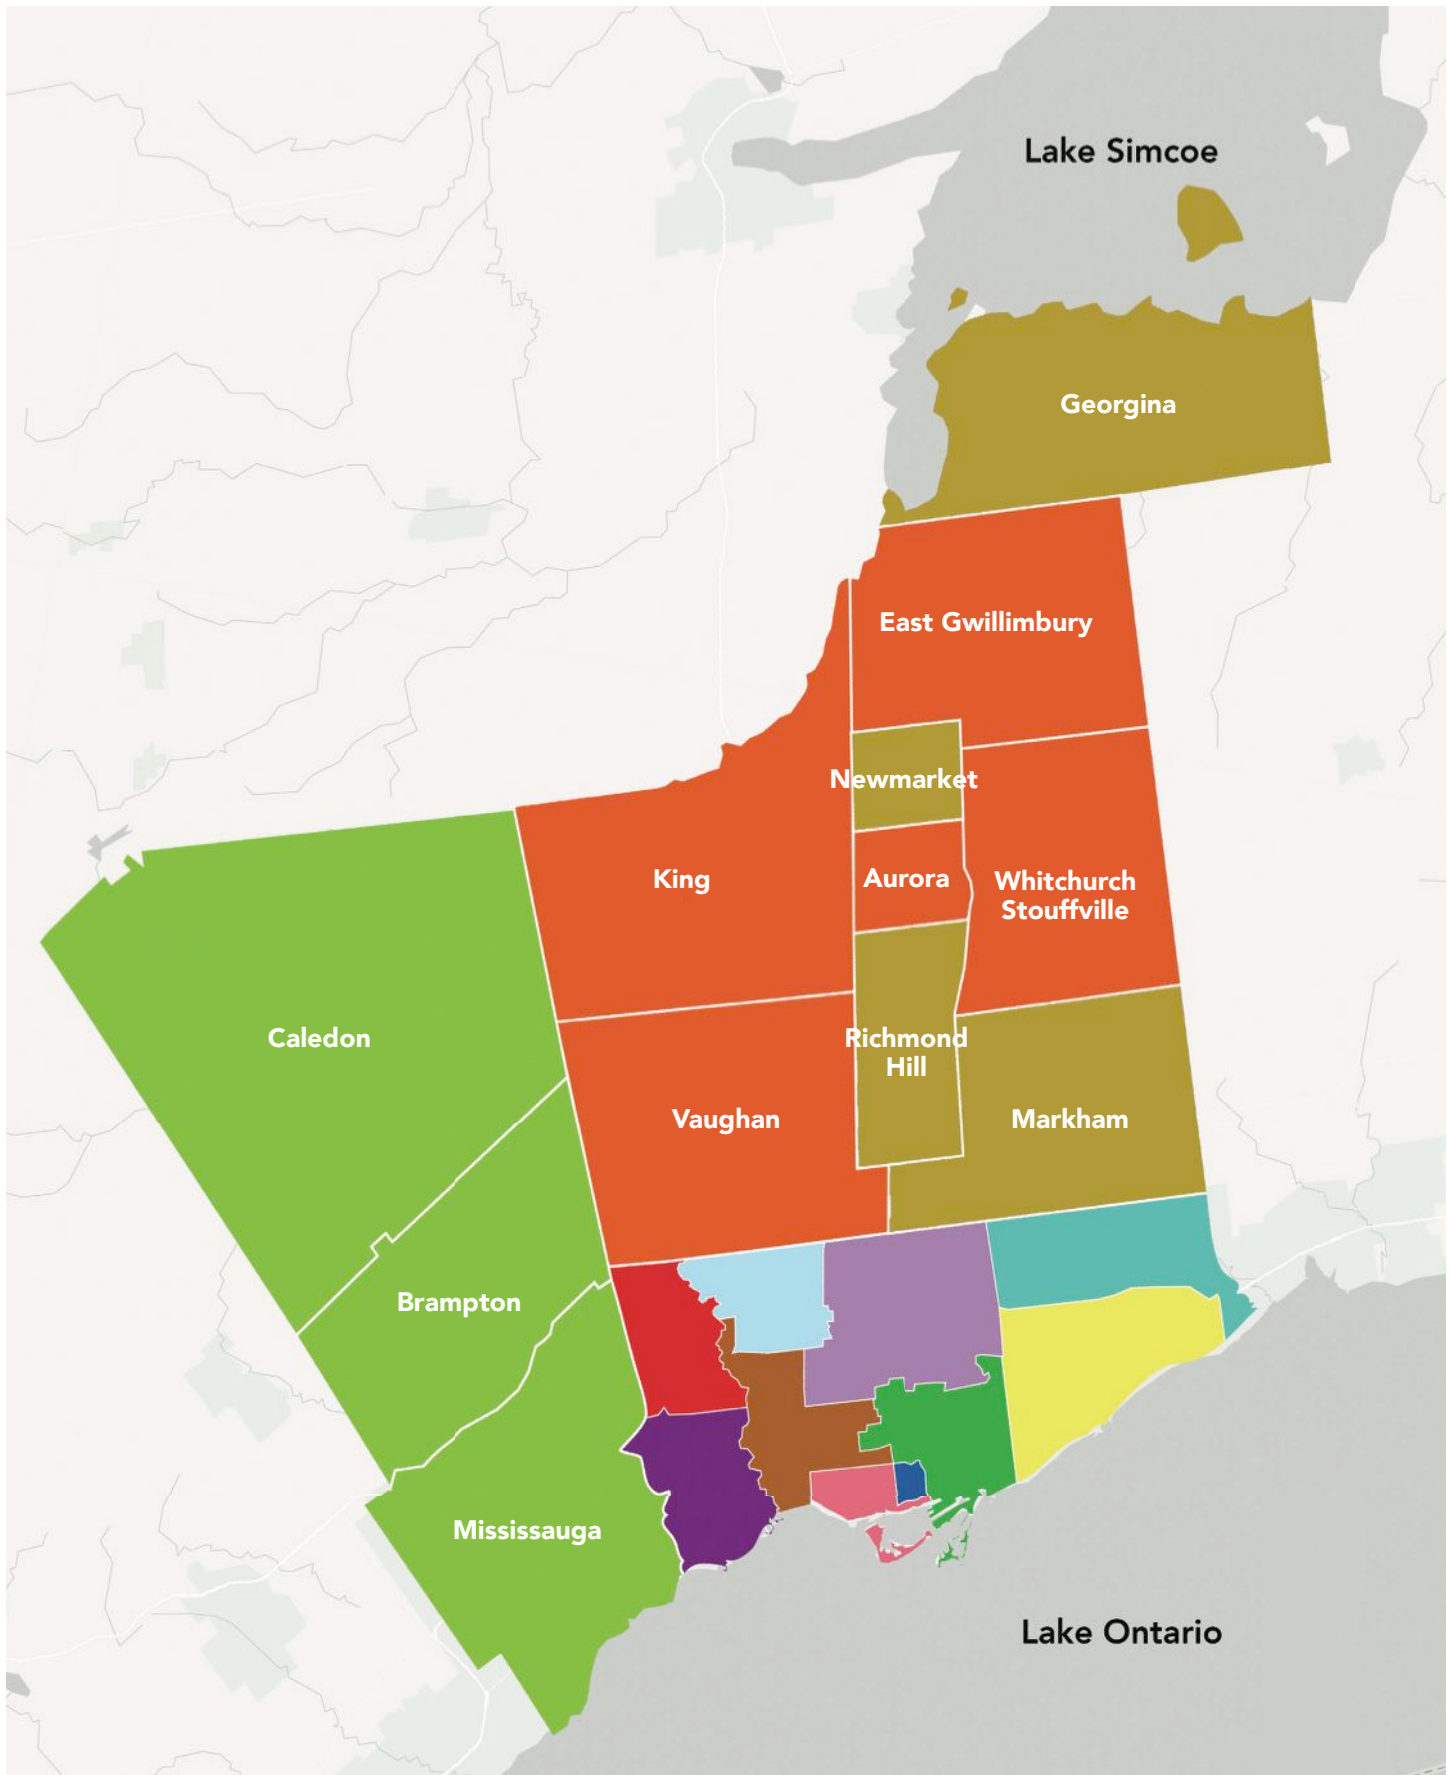 Lake Simcoe
Georgina
East Gwillimbury
Newmarket
King
Aurora
Whitchurch
Stouffville
Caledon
Richmond
Hill
Vaughan
Markham
Brampton
Mississauga
Lake Ontario